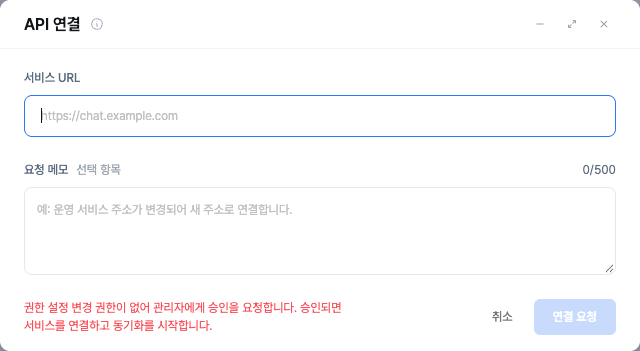 API 연결
서비스 URL
https://chat.example.com
요청 메모 선택 항목 0/500
예: 운영 서비스 주소가 변경되어 새 주소로 연결합니다.
권한 설정 변경 권한이 없어 관리자에게 승인을 요청합니다. 승인되면
서비스를 연결하고 동기화를 시작합니다.
취소 연결 요청